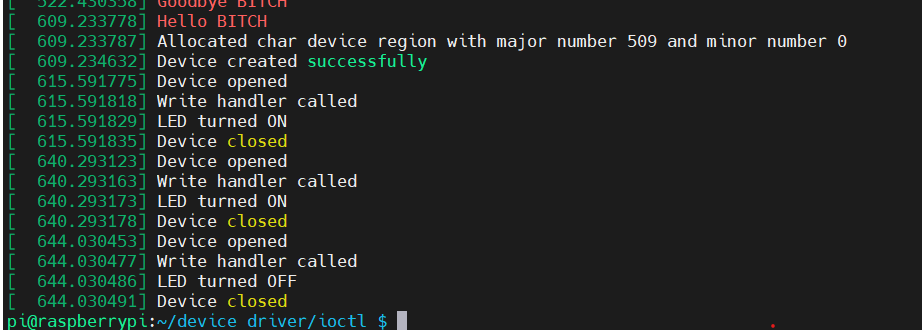 [  522.430358] Goodbye BITCH
[  609.233778] Hello BITCH
[  609.233787] Allocated char device region with major number 509 and minor number 0
[  609.234632] Device created successfully
[  615.591775] Device opened
[  615.591818] Write handler called
[  615.591829] LED turned ON
[  615.591835] Device closed
[  640.293123] Device opened
[  640.293163] Write handler called
[  640.293173] LED turned ON
[  640.293178] Device closed
[  644.030453] Device opened
[  644.030477] Write handler called
[  644.030486] LED turned OFF
[  644.030491] Device closed
pi@raspberrypi:~/device driver/ioctl $